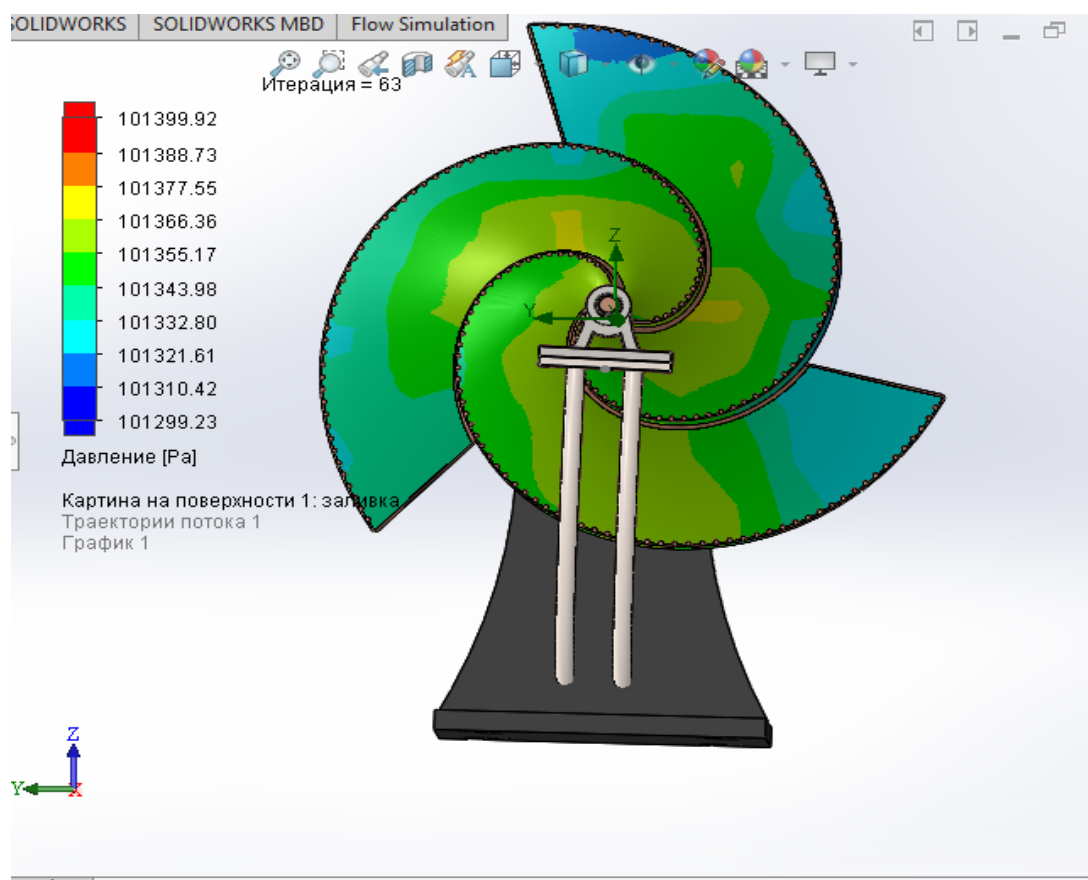 SOLIDWORKS SOLIDWORKS MBD Flow Simulation
Итерация = 63
101399.92
101388.73
101377.55
101366.36
101355.17
101343.98
101332.80
101321.61
101310.42
101299.23
Давление [Pa]
Картина на поверхности 1: заливка
Траектории потока 1
График 1
Z
Y
Z
Y
X